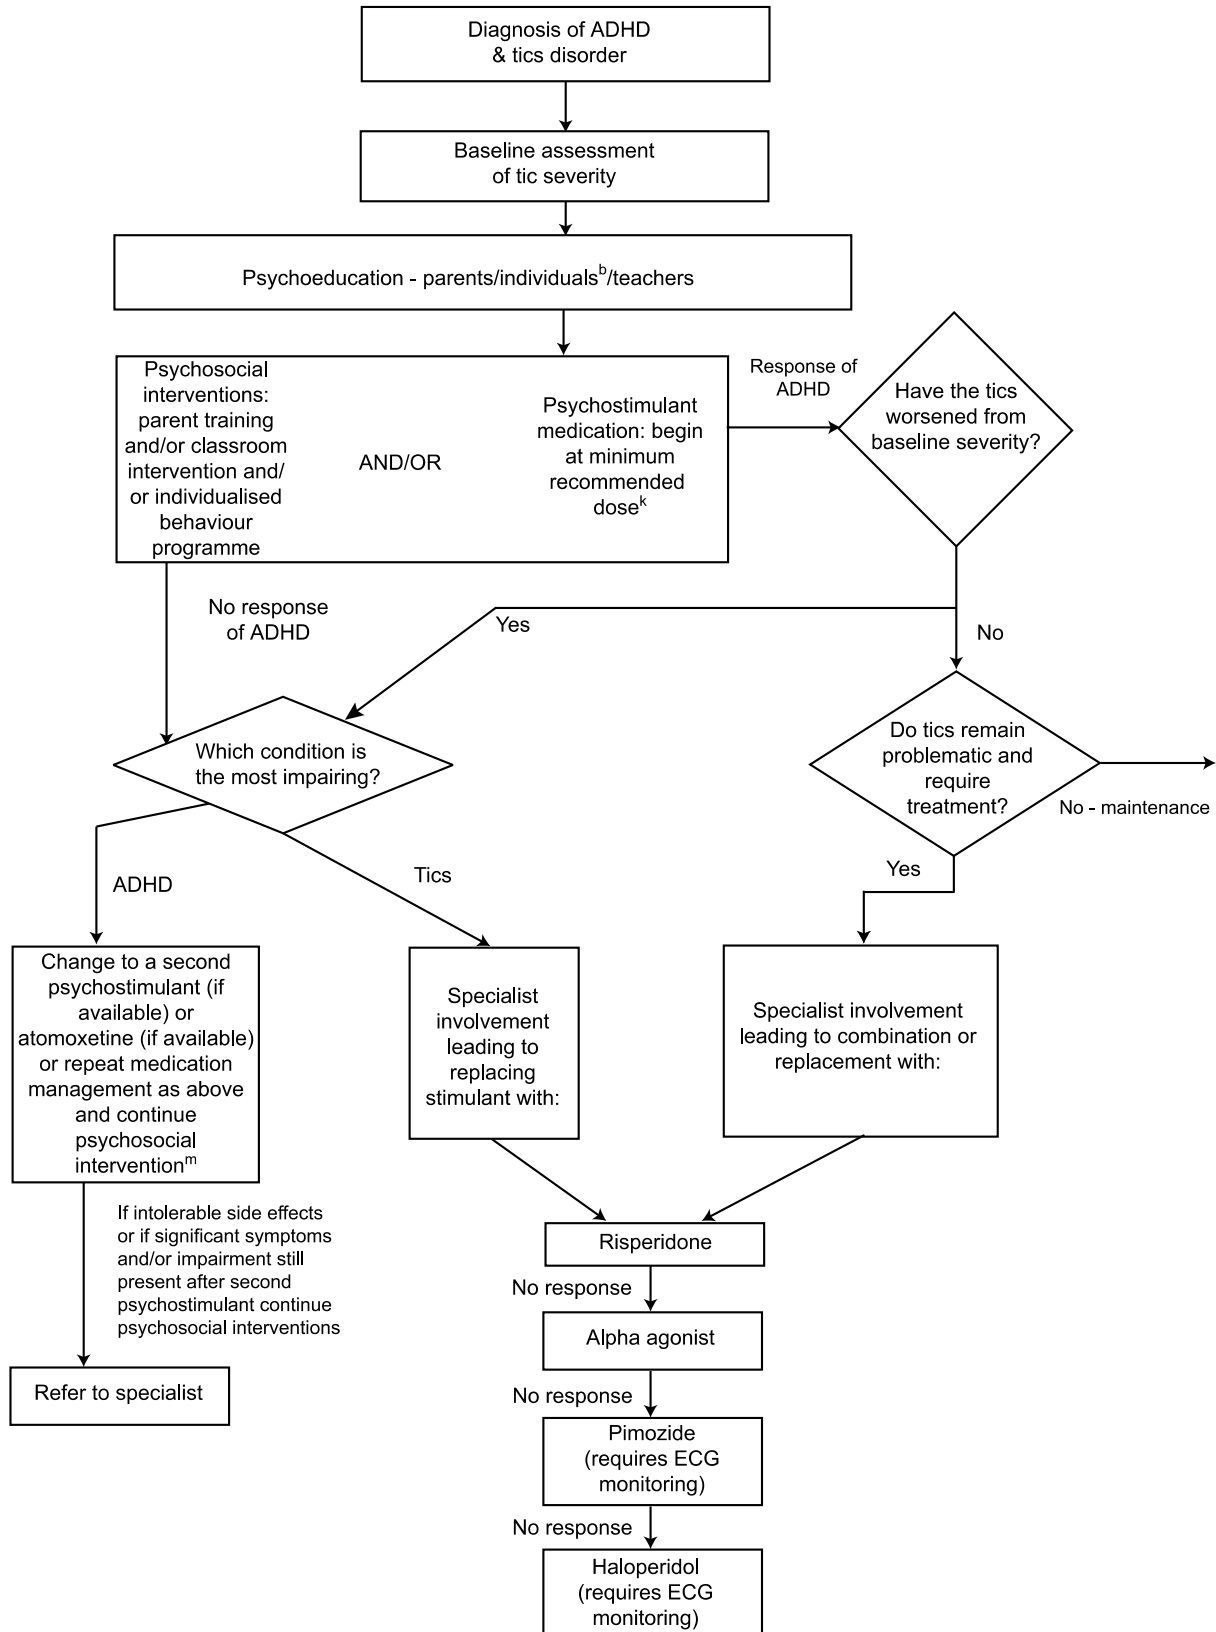 Diagnosis of ADHD
& tics disorder
Baseline assessment
of tic severity
Psychoeducation - parents/individualsᵇ/teachers
Psychosocial
interventions:
parent training
and/or classroom
intervention and/
or individualised
behaviour
programme
AND/OR
Psychostimulant
medication: begin
at minimum
recommended
doseᵏ
Response of
ADHD
Have the tics
worsened from
baseline severity?
No response
of ADHD
Yes
No
Which condition is
the most impairing?
Do tics remain
problematic and
require
treatment?
No - maintenance
ADHD
Tics
Yes
Change to a second
psychostimulant (if
available) or
atomoxetine (if available)
or repeat medication
management as above
and continue
psychosocial
interventionᵐ
Specialist
involvement
leading to
replacing
stimulant with:
Specialist involvement
leading to combination or
replacement with:
If intolerable side effects
or if significant symptoms
and/or impairment still
present after second
psychostimulant continue
psychosocial interventions
Refer to specialist
Risperidone
No response
Alpha agonist
No response
Pimozide
(requires ECG
monitoring)
No response
Haloperidol
(requires ECG
monitoring)